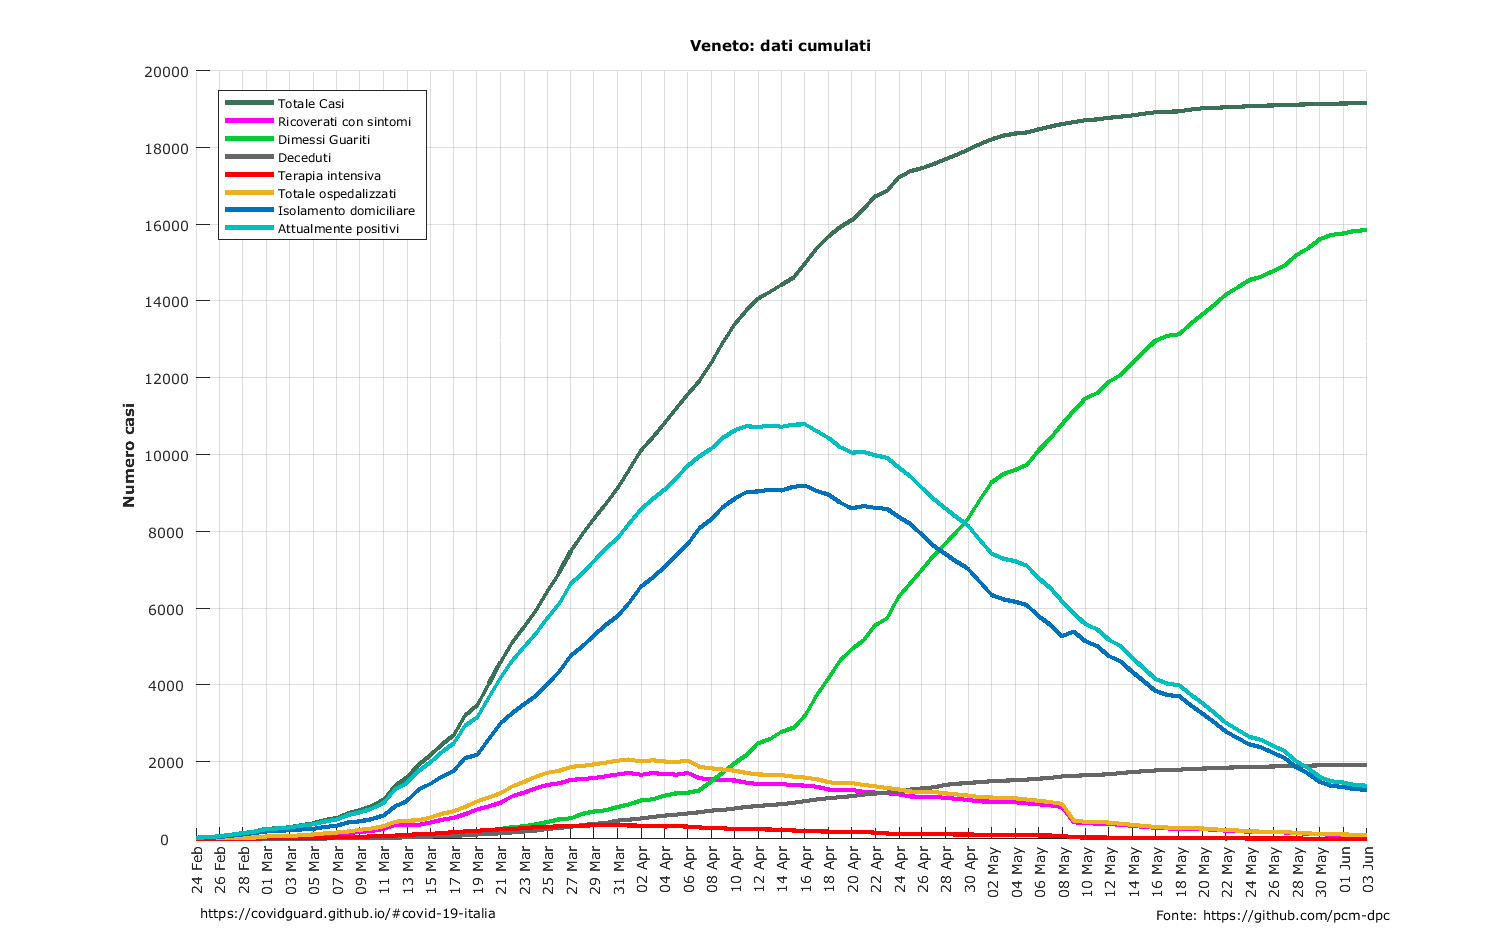 Veneto: dati cumulati
Numero casi
20000
18000
16000
14000
12000
10000
8000
6000
4000
2000
0
Totale Casi
Ricoverati con sintomi
Dimessi Guariti
Deceduti
Terapia intensiva
Totale ospedalizzati
Isolamento domiciliare
Attualmente positivi
24 Feb
26 Feb
28 Feb
01 Mar
03 Mar
05 Mar
07 Mar
09 Mar
11 Mar
13 Mar
15 Mar
17 Mar
19 Mar
21 Mar
23 Mar
25 Mar
27 Mar
29 Mar
31 Mar
02 Apr
04 Apr
06 Apr
08 Apr
10 Apr
12 Apr
14 Apr
16 Apr
18 Apr
20 Apr
22 Apr
24 Apr
26 Apr
28 Apr
30 Apr
02 May
04 May
06 May
08 May
10 May
12 May
14 May
16 May
18 May
20 May
22 May
24 May
26 May
28 May
30 May
01 Jun
03 Jun
https://covidguard.github.io/#covid-19-italia
Fonte: https://github.com/pcm-dpc